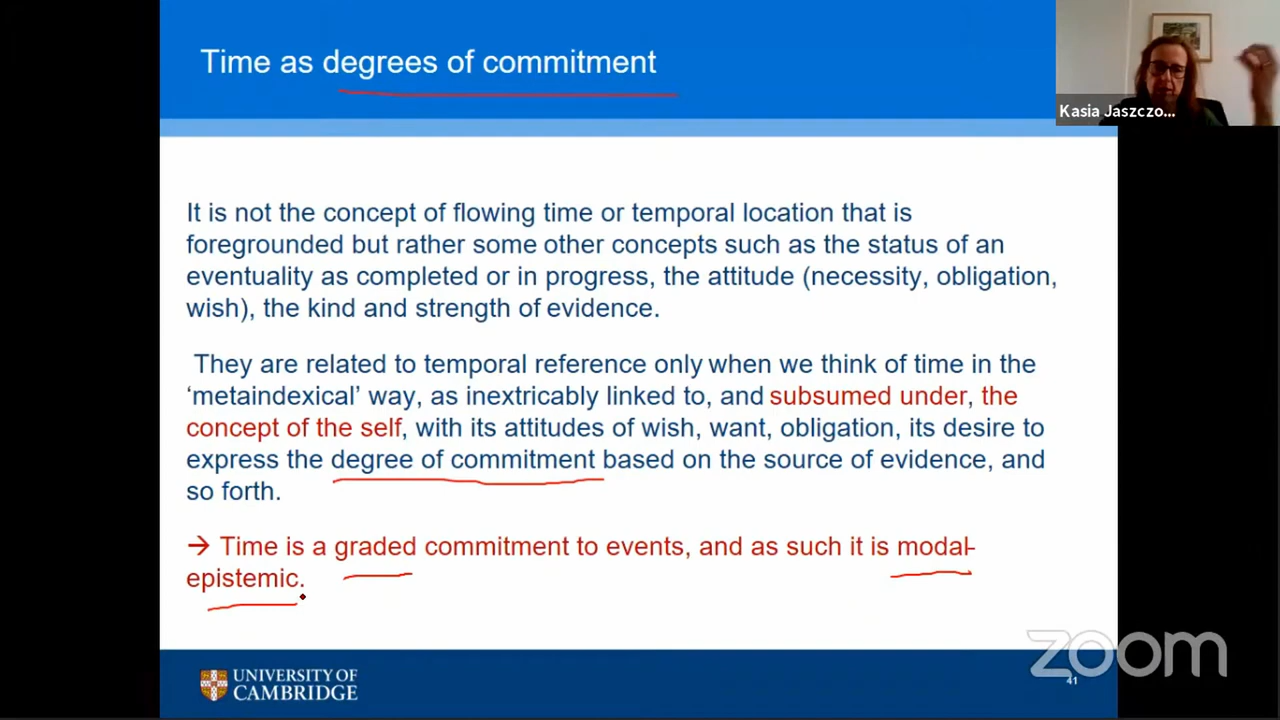 Time as degrees of commitment
Kasia Jaszczo...
It is not the concept of flowing time or temporal location that is
foregrounded but rather some other concepts such as the status of an
eventuality as completed or in progress, the attitude (necessity, obligation,
wish), the kind and strength of evidence.
They are related to temporal reference only when we think of time in the
‘metaindexical’ way, as inextricably linked to, and subsumed under, the
concept of the self, with its attitudes of wish, want, obligation, its desire to
express the degree of commitment based on the source of evidence, and
so forth.
→ Time is a graded commitment to events, and as such it is modal-
epistemic.
zoom
UNIVERSITY OF
CAMBRIDGE
41